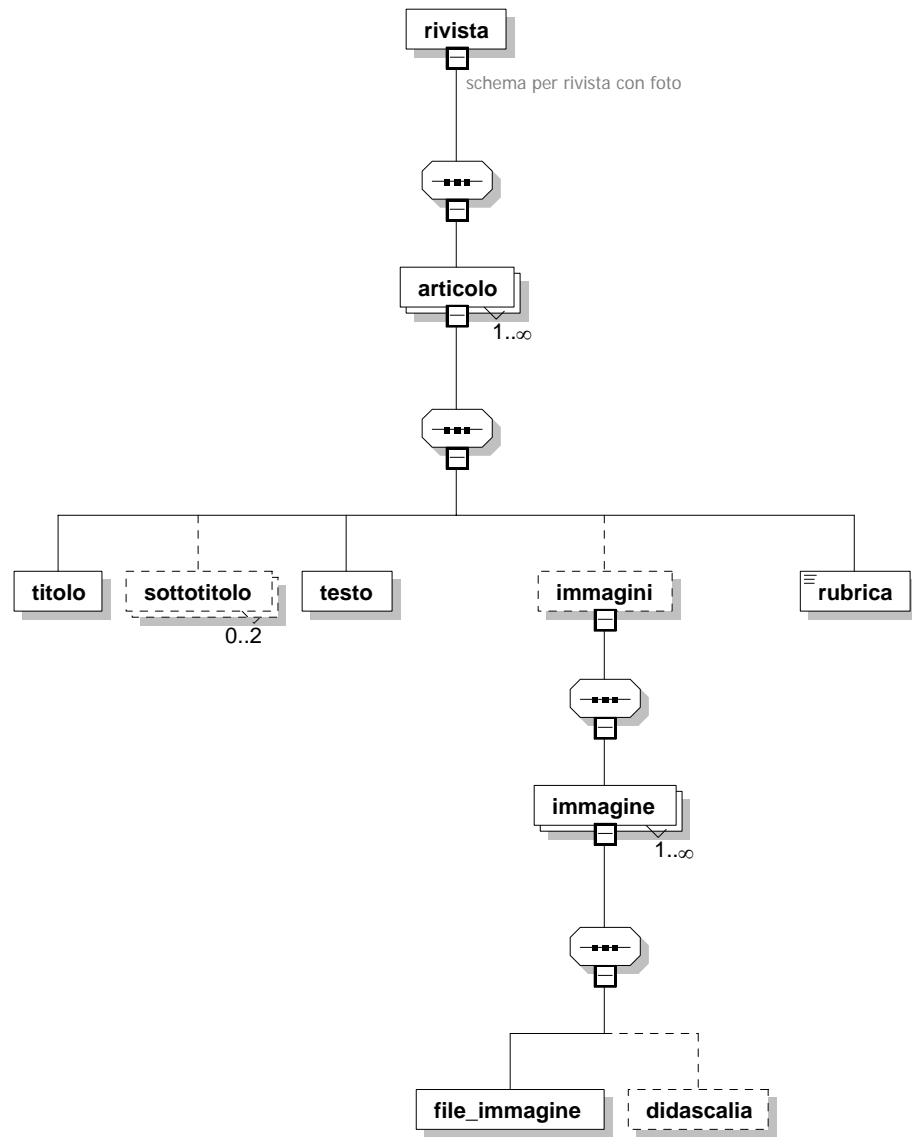 rivista
schema per rivista con foto
articolo
1..∞
titolo
sottotitolo
0..2
testo
immagini
rubrica
immagine
1..∞
file_immagine
didascalia